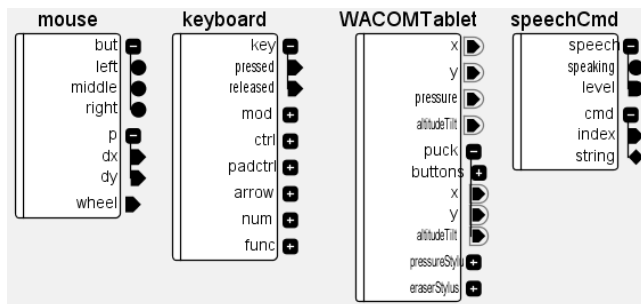 mouse
but
left
middle
right
p
dx
dy
wheel
keyboard
key
pressed
released
mod
ctrl
padctrl
arrow
num
func
WACOMTablet
x
y
pressure
altitudeTilt
puck
buttons
x
y
altitudeTilt
pressureStylu
eraserStylus
speechCmd
speech
speaking
level
cmd
index
string